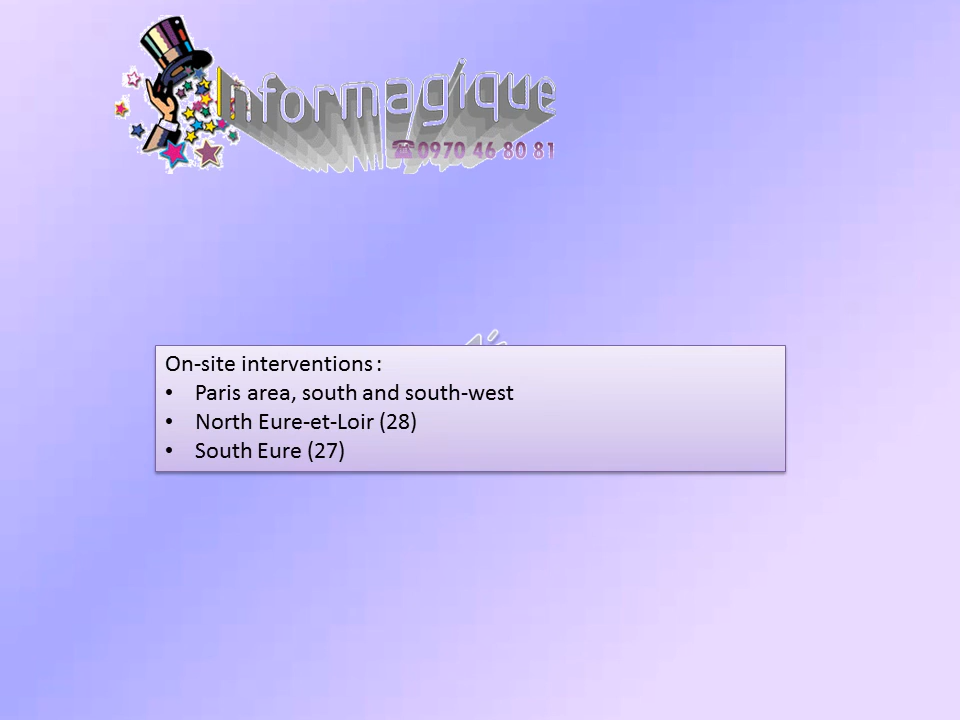 Informagique
☎0970 46 80 81
On-site interventions :
• Paris area, south and south-west
• North Eure-et-Loir (28)
• South Eure (27)